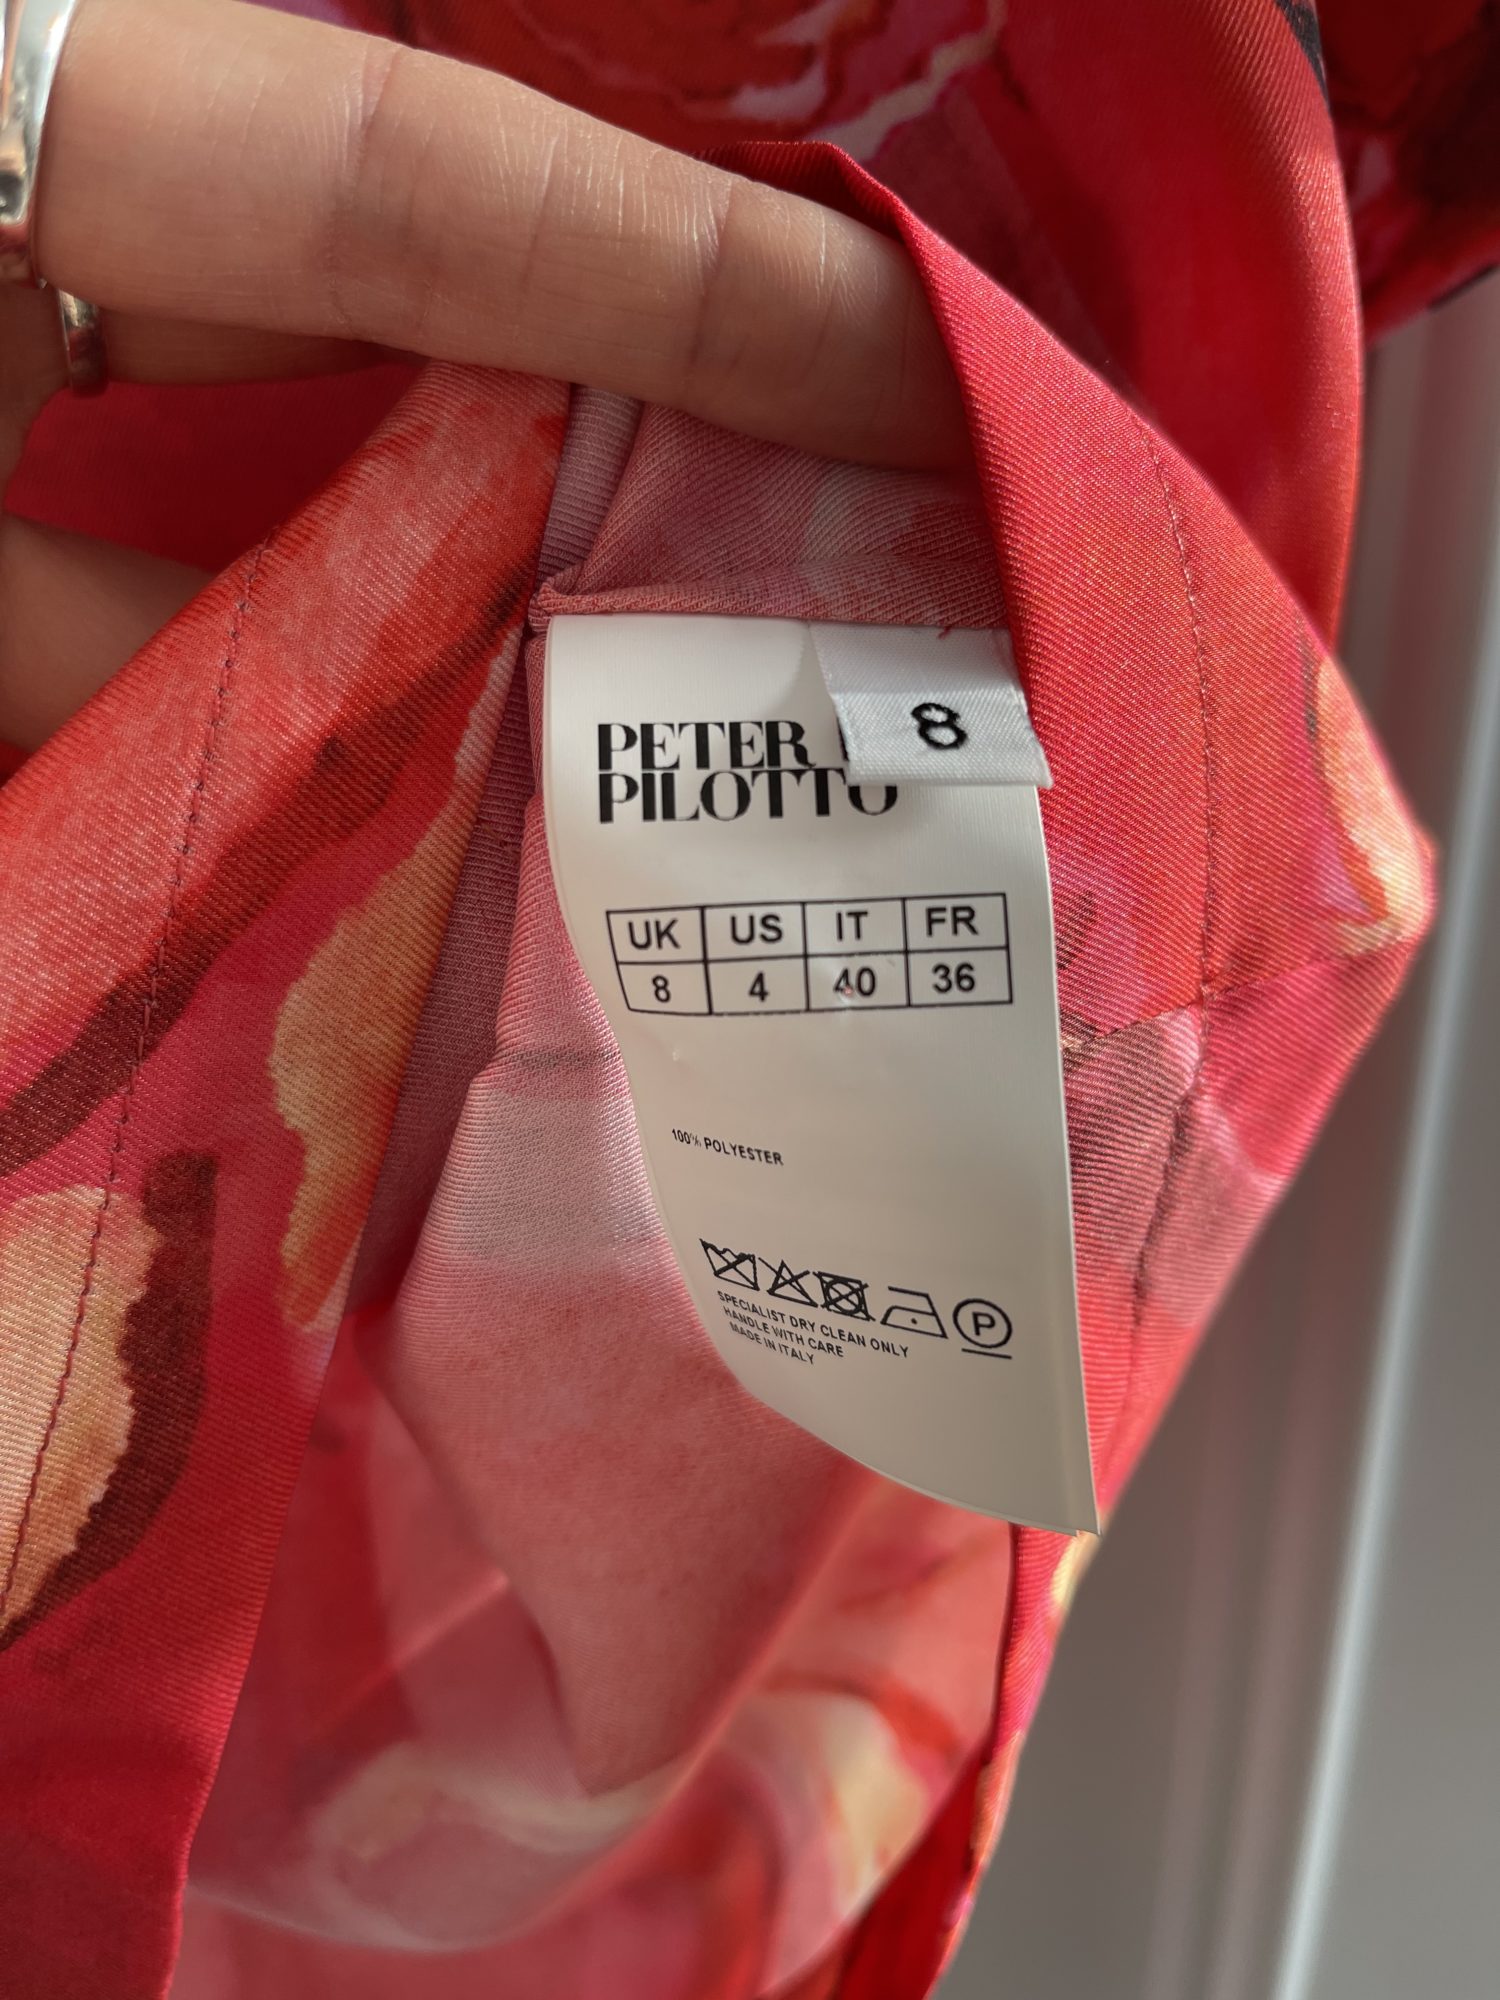 PETER
PILOTTO
8
UK US IT FR
8 4 40 36
100% POLYESTER
P
SPECIALIST DRY CLEAN ONLY
HANDLE WITH CARE
MADE IN ITALY